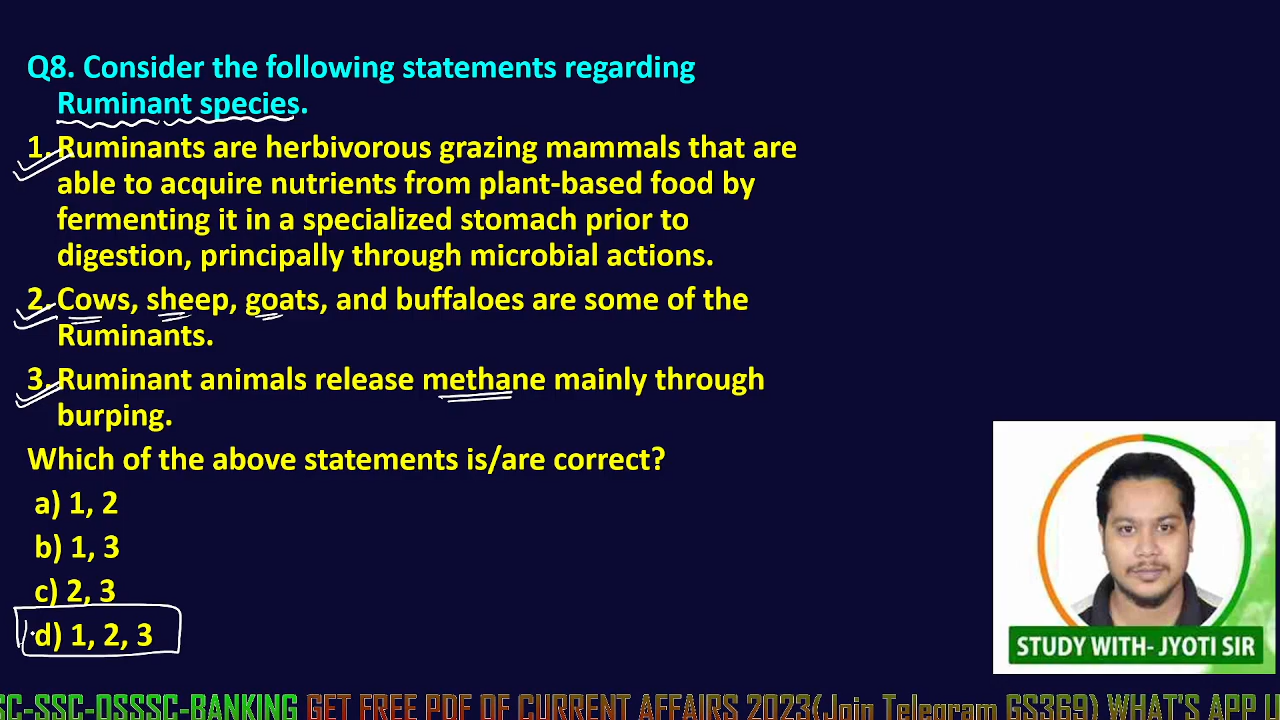 Q8. Consider the following statements regarding
Ruminant species.
1. Ruminants are herbivorous grazing mammals that are
able to acquire nutrients from plant-based food by
fermenting it in a specialized stomach prior to
digestion, principally through microbial actions.
2. Cows, sheep, goats, and buffaloes are some of the
Ruminants.
3. Ruminant animals release methane mainly through
burping.
Which of the above statements is/are correct?
a) 1, 2
b) 1, 3
c) 2, 3
d) 1, 2, 3
STUDY WITH- JYOTI SIR
SC-SSC-OSSSC-BANKING GET FREE PDF OF CURRENT AFFAIRS 2023(Join Telegram GS369) WHAT'S APP